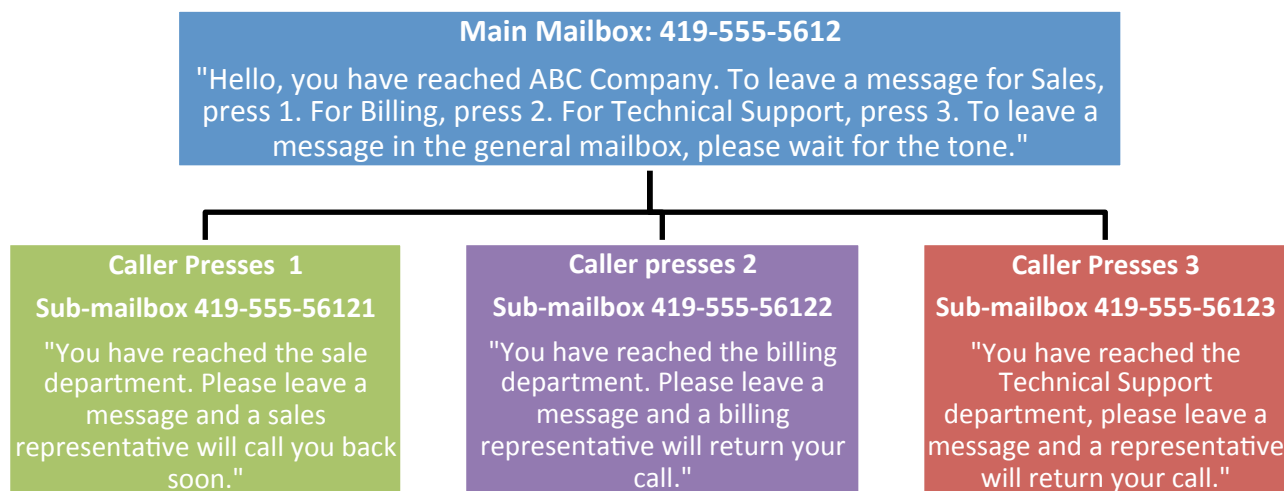 Main Mailbox: 419-555-5612
"Hello, you have reached ABC Company. To leave a message for Sales,
press 1. For Billing, press 2. For Technical Support, press 3. To leave a
message in the general mailbox, please wait for the tone."
Caller Presses  1
Sub-mailbox 419-555-56121
"You have reached the sale
department. Please leave a
message and a sales
representative will call you back
soon."
Caller presses 2
Sub-mailbox 419-555-56122
"You have reached the billing
department. Please leave a
message and a billing
representative will return your
call."
Caller Presses 3
Sub-mailbox 419-555-56123
"You have reached the
Technical Support
department, please leave a
message and a representative
will return your call."